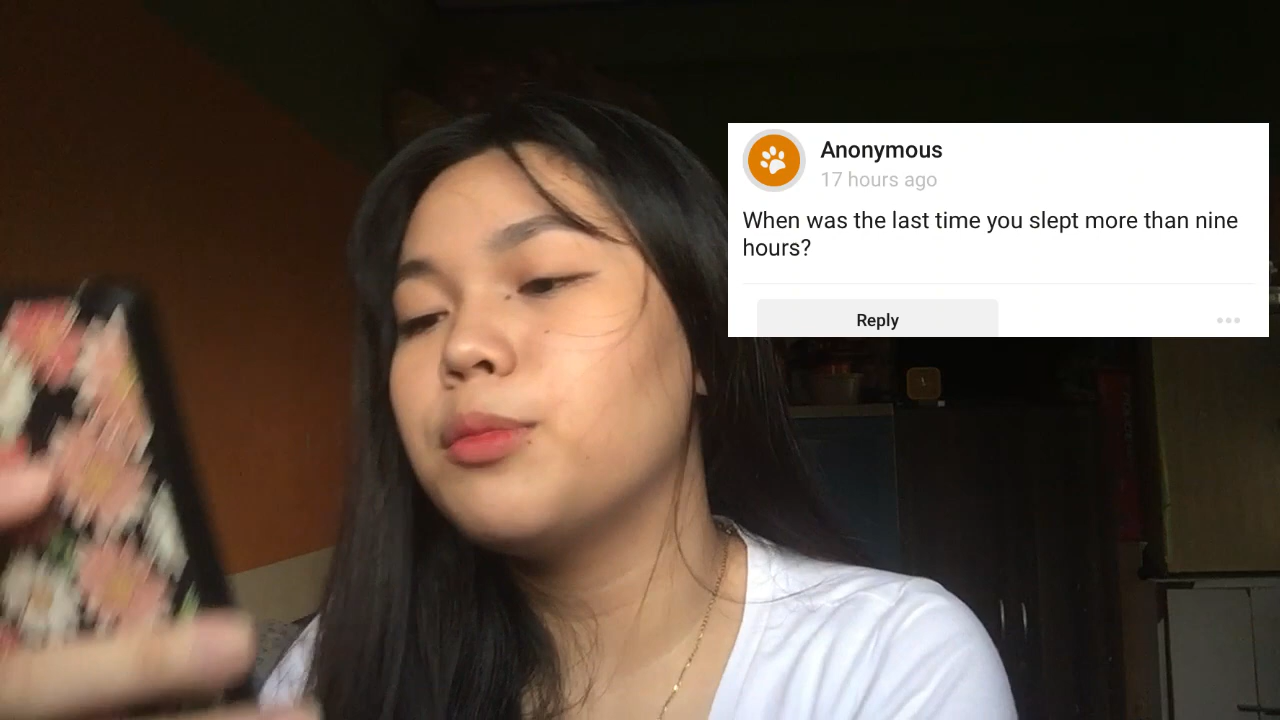 Anonymous
17 hours ago
When was the last time you slept more than nine
hours?
Reply